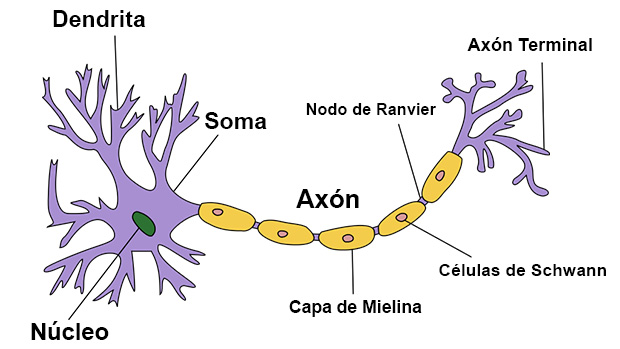 Dendrita
Axón Terminal
Nodo de Ranvier
Soma
Axón
Células de Schwann
Capa de Mielina
Núcleo